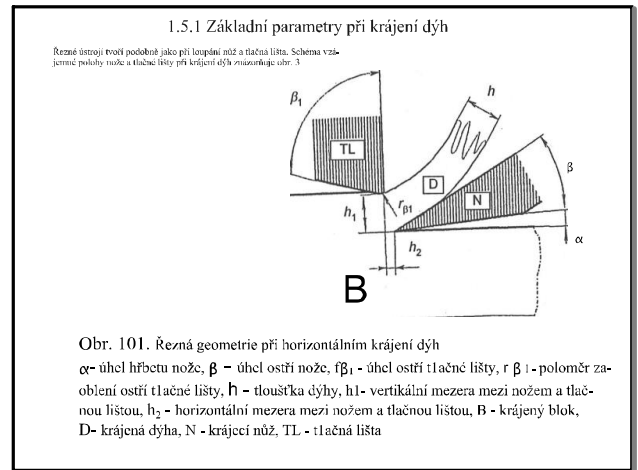 1.5.1 Základní parametry při krájení dýh
Řezné ústrojí tvoří podobně jako při loupání nůž a tlačná lišta. Schéma vzá-
jemné polohy nože a tlačné lišty při krájení dýh znázorňuje obr. 3
h
β1
TL
β
D
N
h1
rβ1
α
h2
B
Obr. 101. Řezná geometrie při horizontálním krájení dýh
α- úhel hřbetu nože, β – úhel ostří nože, fβ1 - úhel ostří tlačné lišty, r β 1- poloměr za-
oblení ostří tlačné lišty, h - tloušťka dýhy, h1- vertikální mezera mezi nožem a tlač-
nou lištou, h2 - horizontální mezera mezi nožem a tlačnou lištou, B - krájený blok,
D- krájená dýha, N - krájecí nůž, TL - tlačná lišta